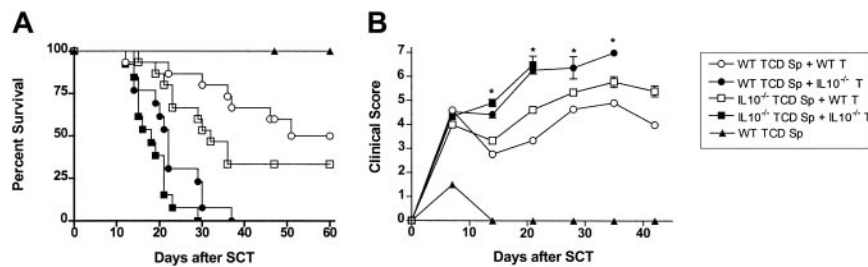 A
Percent Survival
100
75
50
25
0
0 10 20 30 40 50 60
Days after SCT
B
Clinical Score
7
6
5
4
3
2
1
0
* * * *
0 20 40
Days after SCT
WT TCD Sp + WT T
WT TCD Sp + IL10-/- T
IL10-/- TCD Sp + WT T
IL10-/- TCD Sp + IL10-/- T
WT TCD Sp